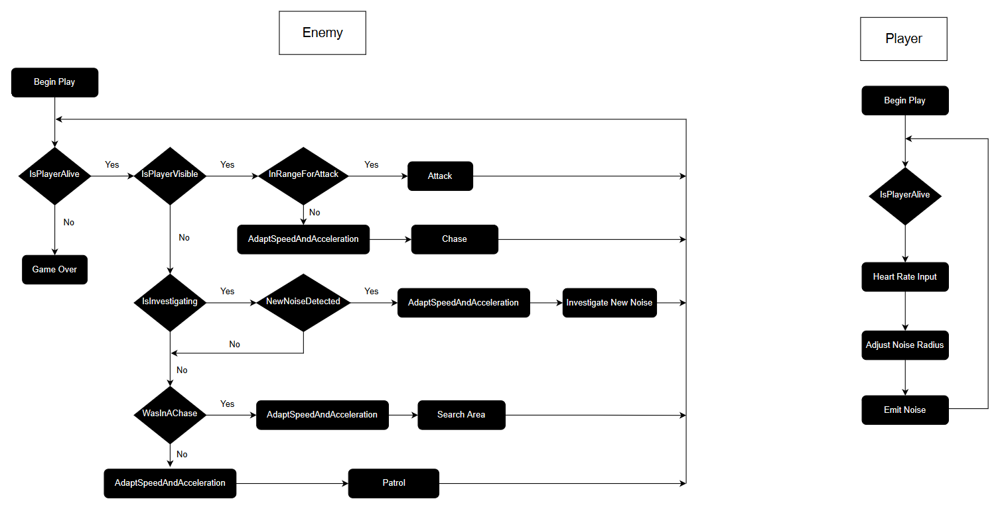 Enemy
Player
Begin Play
Begin Play
IsPlayerAlive
Yes
IsPlayerVisible
Yes
InRangeForAttack
Yes
Attack
IsPlayerAlive
No
No
No
AdaptSpeedAndAcceleration
Chase
Game Over
Heart Rate Input
IsInvestigating
Yes
NewNoiseDetected
Yes
AdaptSpeedAndAcceleration
Investigate New Noise
No
Adjust Noise Radius
No
WasInAChase
Yes
AdaptSpeedAndAcceleration
Search Area
Emit Noise
No
AdaptSpeedAndAcceleration
Patrol